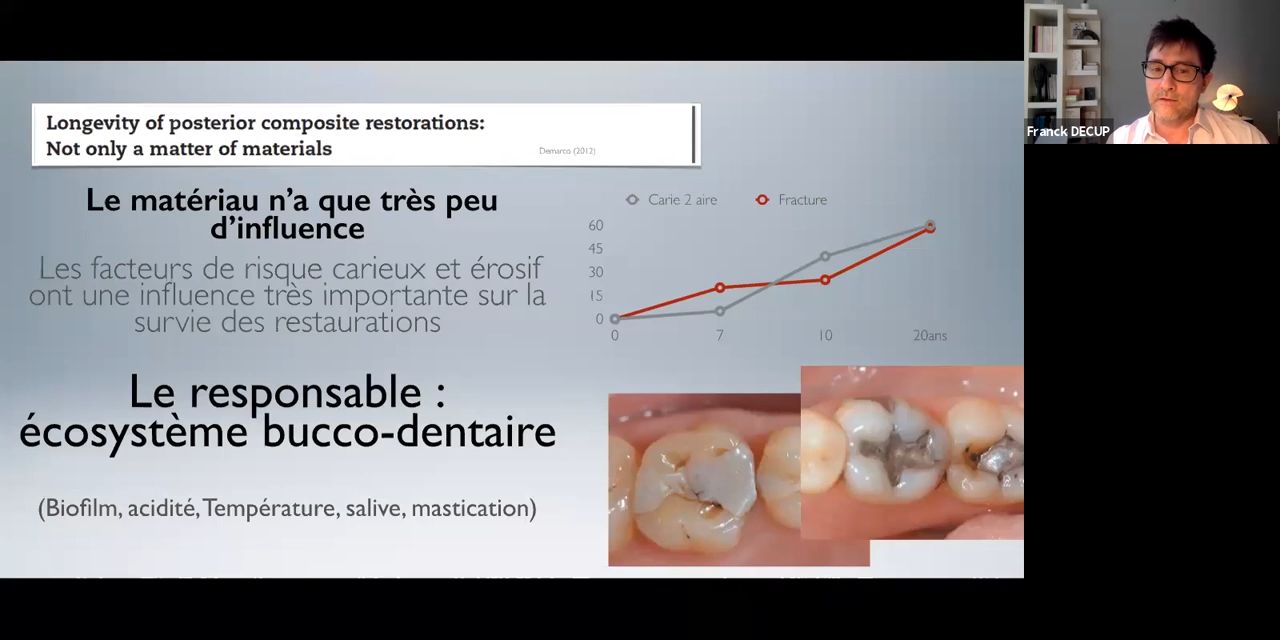 Longevity of posterior composite restorations:
Not only a matter of materials
Demarco (2012)
Le matériau n'a que très peu
d'influence
Les facteurs de risque carieux et érosif
ont une influence très importante sur la
survie des restaurations
Le responsable :
écosystème bucco-dentaire
(Biofilm, acidité, Température, salive, mastication)
Carie 2 aire
Fracture
60
45
30
15
0
0
7
10
20ans
Franck DECUP